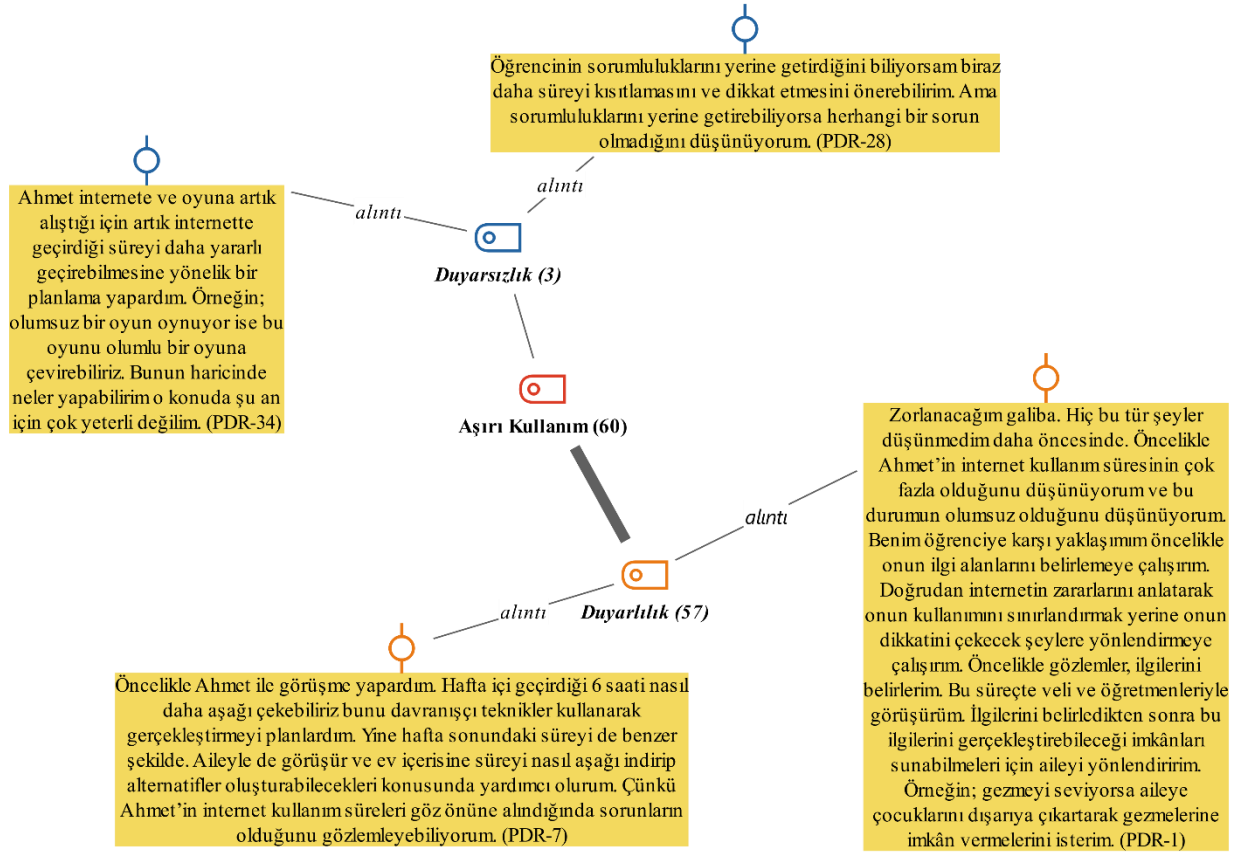 Öğrencinin sorumluluklarını yerine getirdiğini biliyorsam biraz
daha süreyi kısıtlamasını ve dikkat etmesini önerebilirim. Ama
sorumluluklarını yerine getirebiliyorsa herhangi bir sorun
olmadığını düşünüyorum. (PDR-28)
alıntı
Ahmet internete ve oyuna artık
alıştığı için artık internette
geçirdiği süreyi daha yararlı
geçirebilmesine yönelik bir
planlama yapardım. Örneğin;
olumsuz bir oyun oynuyor ise bu
oyunu olumlu bir oyuna
çevirebiliriz. Bunun haricinde
neler yapabilirim o konuda şu an
için çok yeterli değilim. (PDR-34)
alıntı
Duyarsızlık (3)
Aşırı Kullanım (60)
Zorlanacağım galiba. Hiç bu tür şeyler
düşünmedim daha öncesinde. Öncelikle
Ahmet’in internet kullanım süresinin çok
fazla olduğunu düşünüyorum ve bu
durumun olumsuz olduğunu düşünüyorum.
Benim öğrenciye karşı yaklaşımım öncelikle
onun ilgi alanlarını belirlemeye çalışırım.
Doğrudan internetin zararlarını anlatarak
onun kullanımını sınırlandırmak yerine onun
dikkatini çekecek şeylere yönlendirmeye
çalışırım. Öncelikle gözlemler, ilgilerini
belirlerim. Bu süreçte veli ve öğretmenleriyle
görüşürüm. İlgilerini belirledikten sonra bu
ilgilerini gerçekleştirebileceği imkânları
sunabilmeleri için aileyi yönlendiririm.
Örneğin; gezmeyi seviyorsa aileye
çocuklarını dışarıya çıkartarak gezmelerine
imkân vermelerini isterim. (PDR-1)
alıntı
Duyarlılık (57)
alıntı
Öncelikle Ahmet ile görüşme yapardım. Hafta içi geçirdiği 6 saati nasıl
daha aşağı çekebiliriz bunu davranışçı teknikler kullanarak
gerçekleştirmeyi planlardım. Yine hafta sonundaki süreyi de benzer
şekilde. Aileyle de görüşür ve ev içerisine süreyi nasıl aşağı indirip
alternatifler oluşturabilecekleri konusunda yardımcı olurum. Çünkü
Ahmet’in internet kullanım süreleri göz önüne alındığında sorunların
olduğunu gözlemleyebiliyorum. (PDR-7)